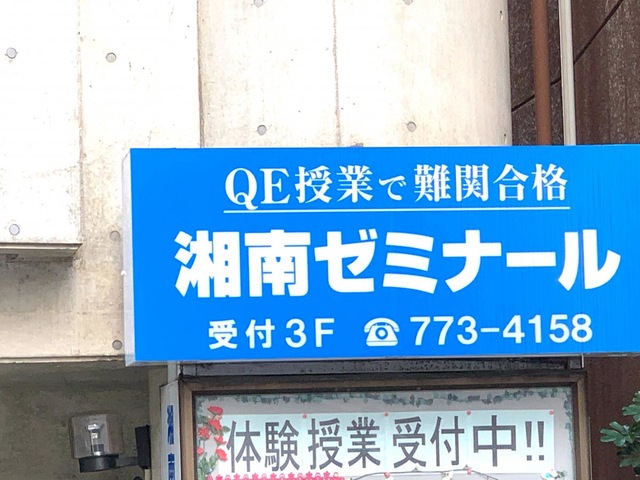 QE授業で難関合格
湘南ゼミナール
受付3F ☎773-4158
体験授業受付中!!